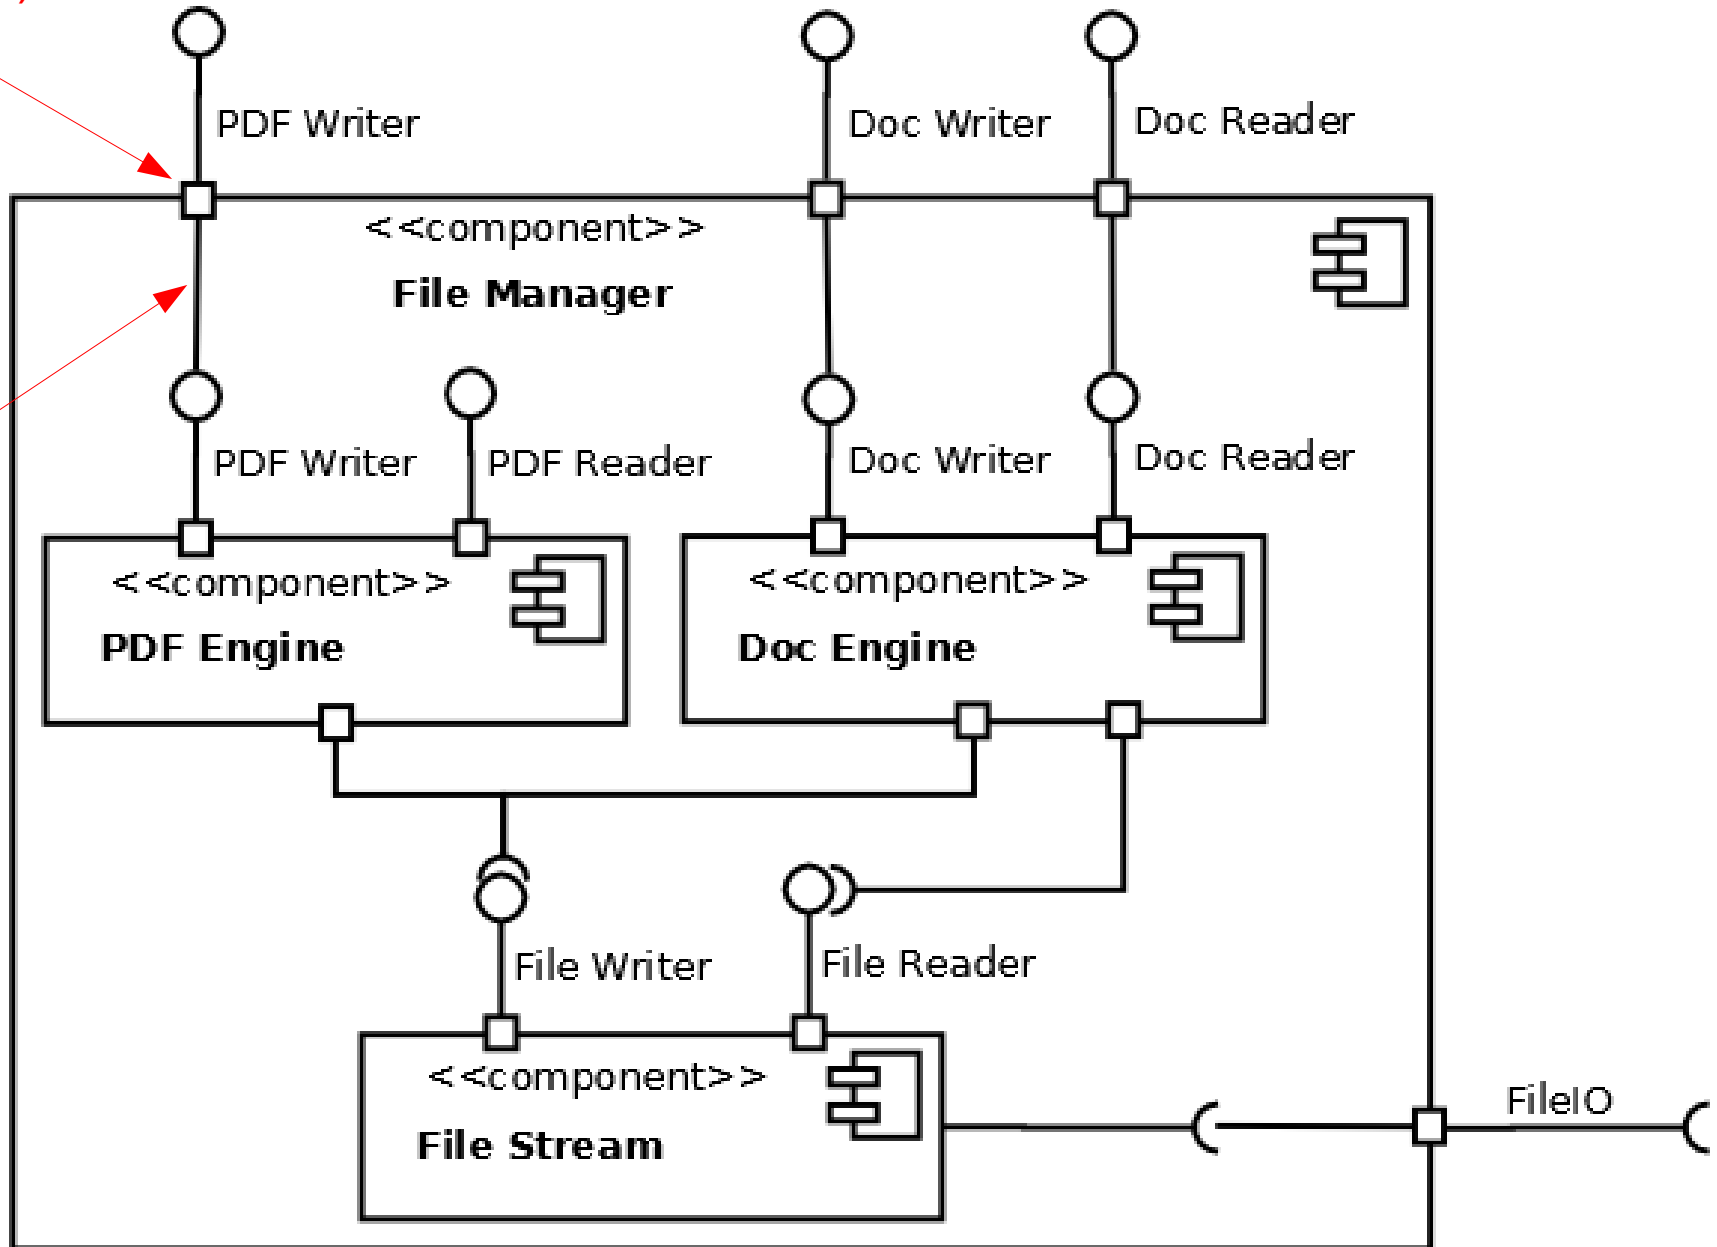 PDF Writer
Doc Writer
Doc Reader
<<component>>
File Manager
PDF Writer
PDF Reader
Doc Writer
Doc Reader
<<component>>
PDF Engine
<<component>>
Doc Engine
File Writer
File Reader
<<component>>
File Stream
FileIO